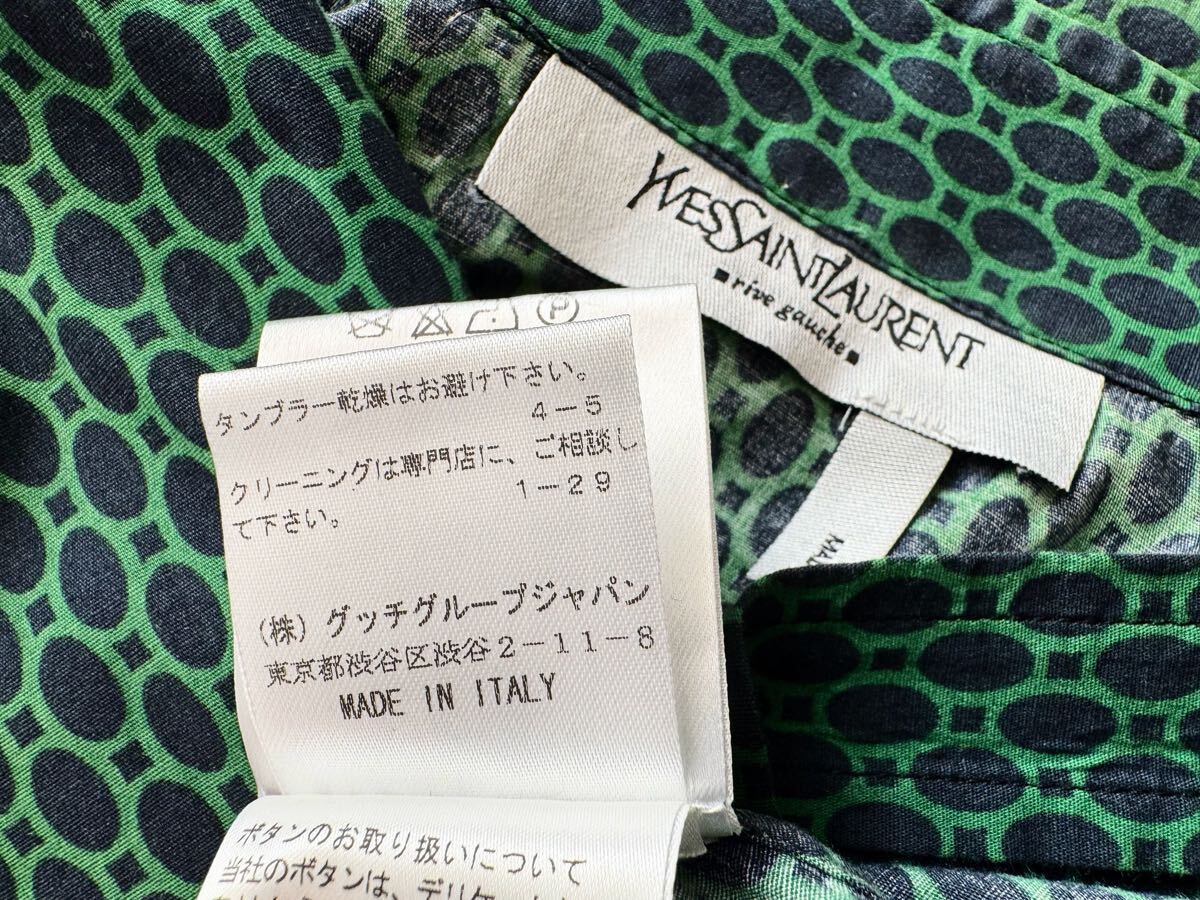 YVESSAINTLAURENT
rive gauche
タンブラー乾燥はお避け下さい。
4-5
クリーニングは専門店に、ご相談し
1-29
て下さい。
(株) グッチグループジャパン
東京都渋谷区渋谷2-11-8
MADE IN ITALY
ボタンのお取り扱いについて
当社のボタンは、デリケート